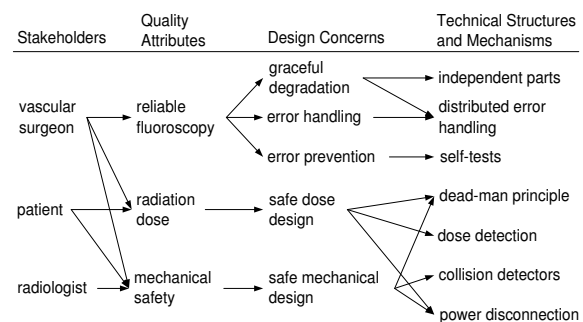 Stakeholders
Quality
Attributes
Design Concerns
Technical Structures
and Mechanisms
vascular
surgeon
patient
radiologist
reliable
fluoroscopy
radiation
dose
mechanical
safety
graceful
degradation
error handling
error prevention
safe dose
design
safe mechanical
design
independent parts
distributed error
handling
self-tests
dead-man principle
dose detection
collision detectors
power disconnection